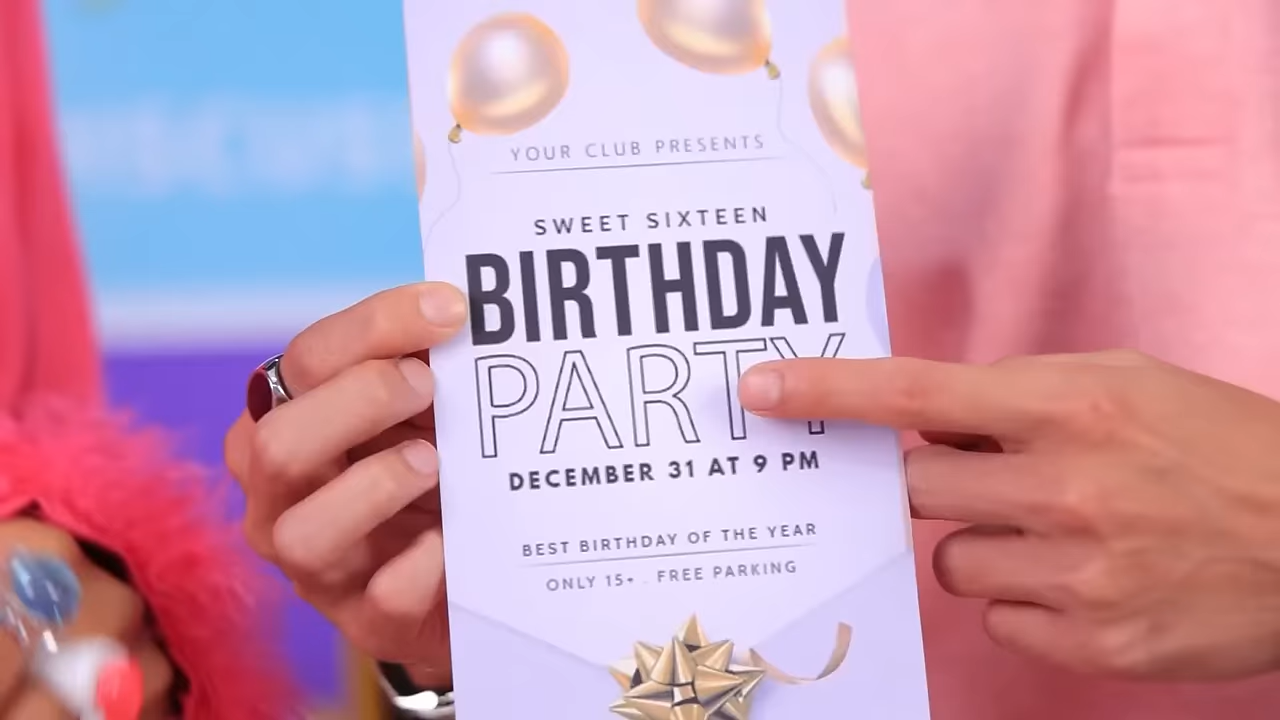 YOUR CLUB PRESENTS
SWEET SIXTEEN
BIRTHDAY
PARTY
DECEMBER 31 AT 9 PM
BEST BIRTHDAY OF THE YEAR
ONLY 15+ . FREE PARKING